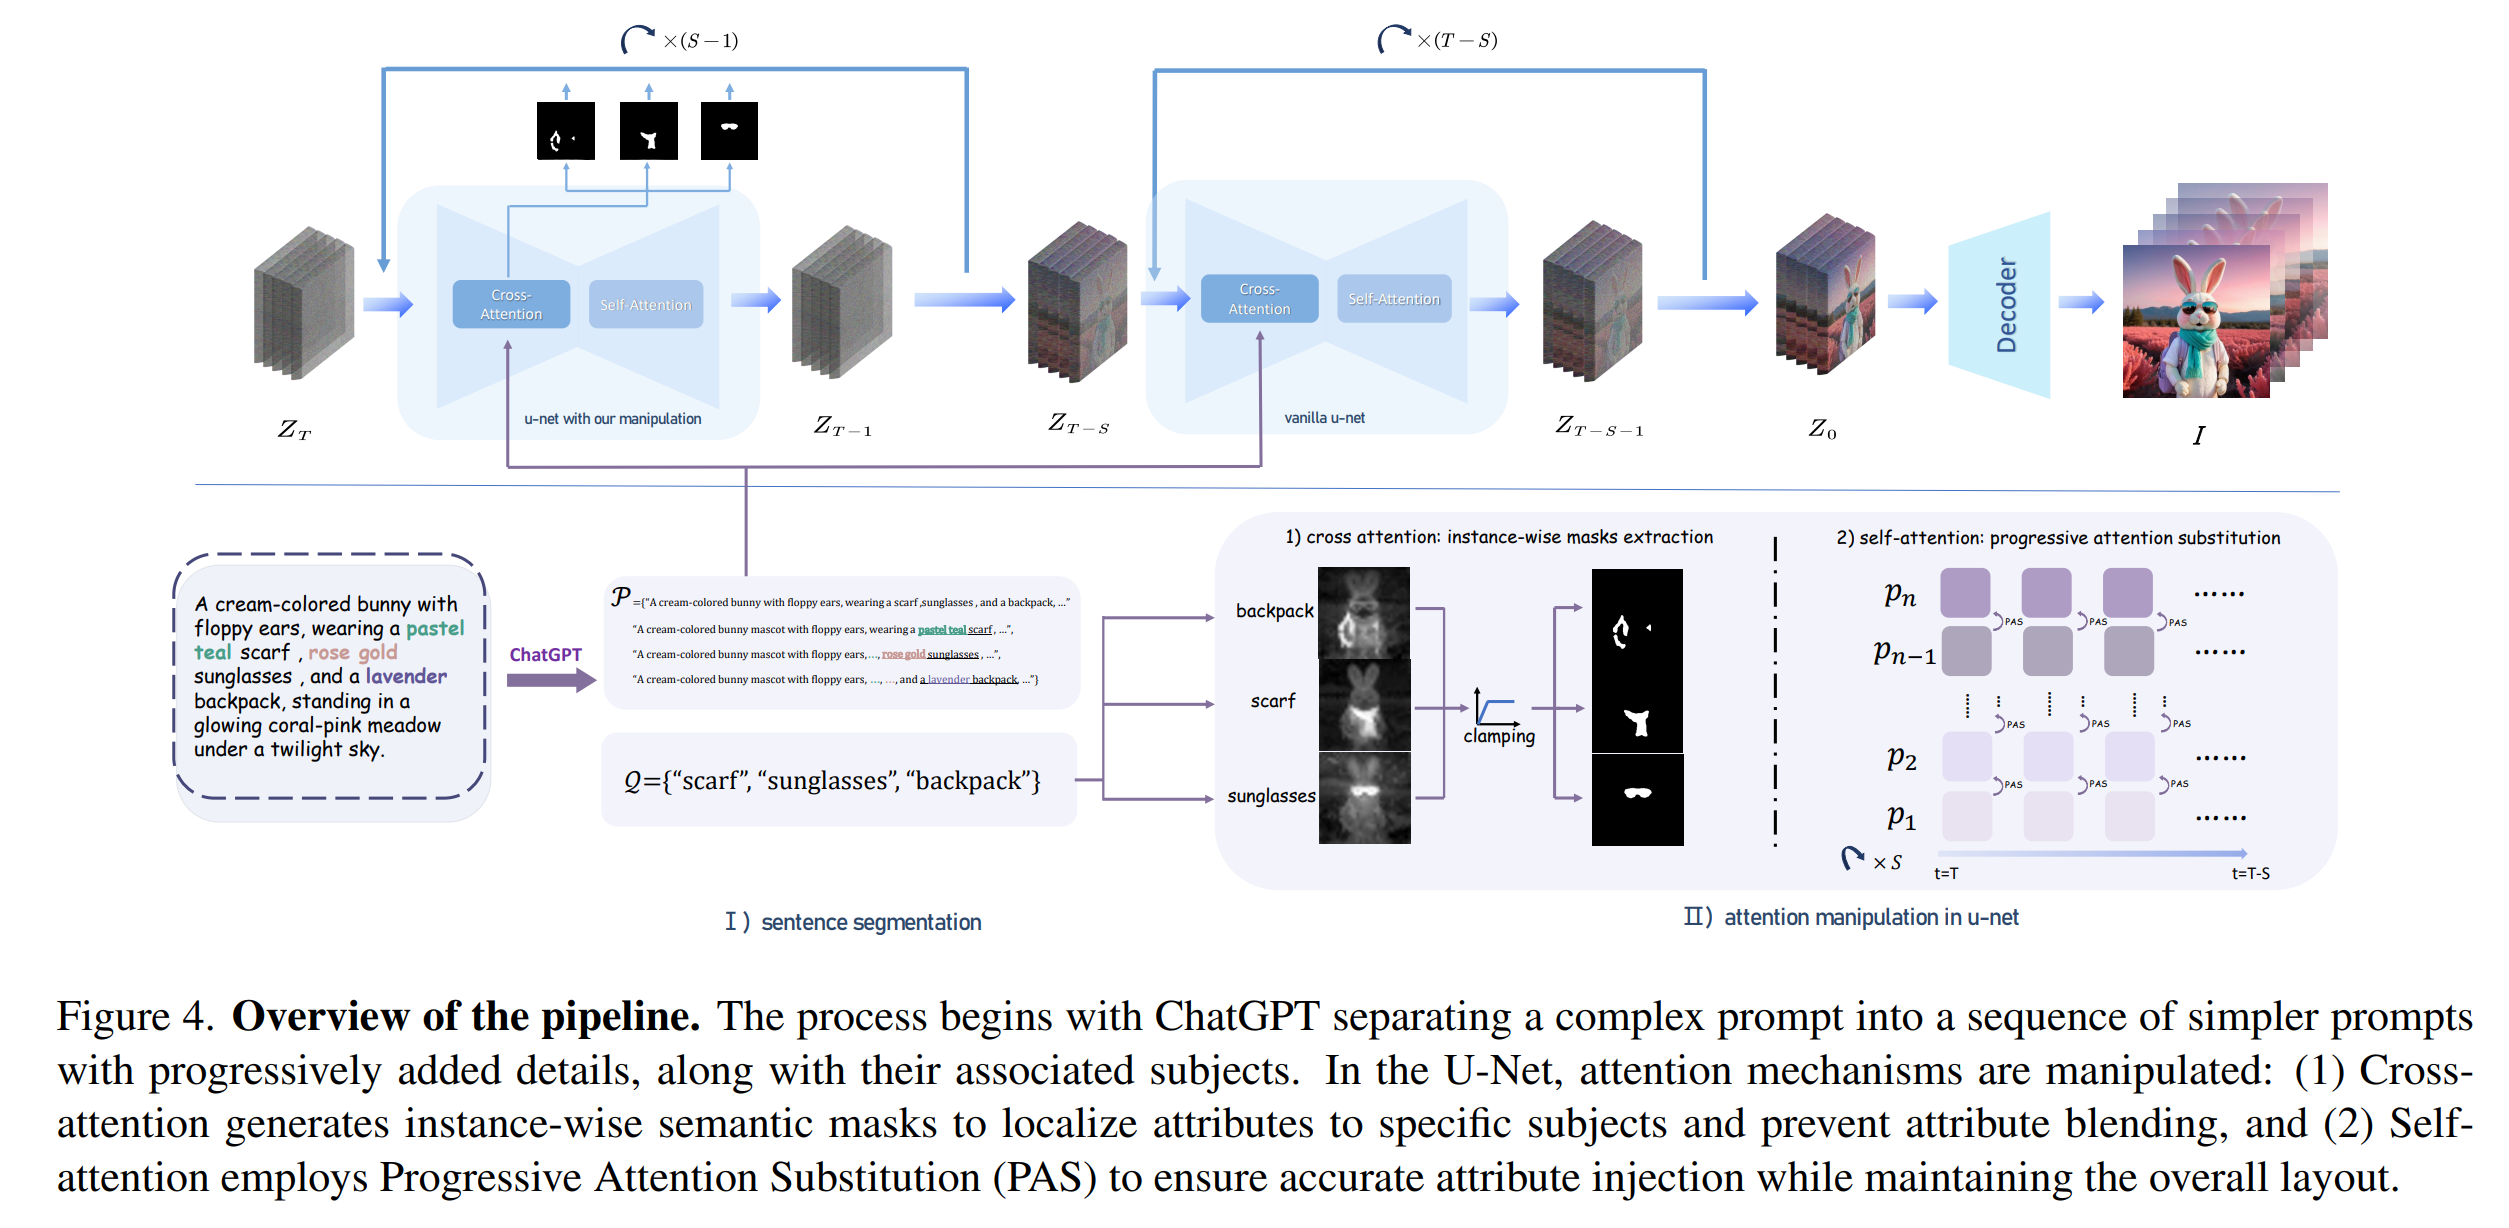 ×(S−1)
×(T−S)
Cross-
Attention
Self-Attention
Cross-
Attention
Self-Attention
Decoder
u-net with our manipulation
vanilla u-net
Z_T
Z_{T−1}
Z_{T−S}
Z_{T−S−1}
Z_0
I
A cream-colored bunny with
floppy ears, wearing a pastel
teal scarf , rose gold
sunglasses , and a lavender
backpack, standing in a
glowing coral-pink meadow
under a twilight sky.
ChatGPT
𝒫={“A cream-colored bunny with floppy ears, wearing a scarf ,sunglasses , and a backpack, ...”
“A cream-colored bunny mascot with floppy ears, wearing a pastel teal scarf , ...”,
“A cream-colored bunny mascot with floppy ears, ..., rose gold sunglasses , ...”,
“A cream-colored bunny mascot with floppy ears, ..., ..., and a lavender backpack, ...”}
𝒬={“scarf”, “sunglasses”, “backpack”}
I) sentence segmentation
1) cross attention: instance-wise masks extraction
backpack
scarf
sunglasses
clamping
2) self-attention: progressive attention substitution
p_n ......
PAS PAS PAS
p_{n−1} ......
PAS PAS PAS
p_2 ......
PAS PAS PAS
p_1 ......
× S
t=T t=T-S
II) attention manipulation in u-net
Figure 4. Overview of the pipeline. The process begins with ChatGPT separating a complex prompt into a sequence of simpler prompts
with progressively added details, along with their associated subjects. In the U-Net, attention mechanisms are manipulated: (1) Cross-
attention generates instance-wise semantic masks to localize attributes to specific subjects and prevent attribute blending, and (2) Self-
attention employs Progressive Attention Substitution (PAS) to ensure accurate attribute injection while maintaining the overall layout.